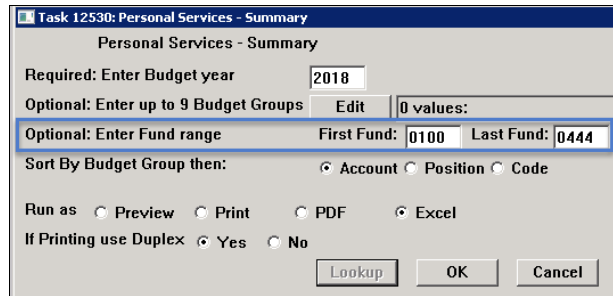 Task 12530: Personal Services - Summary
Personal Services - Summary
Required: Enter Budget year 2018
Optional: Enter up to 9 Budget Groups Edit 0 values:
Optional: Enter Fund range First Fund: 0100 Last Fund: 0444
Sort By Budget Group then: Account Position Code
Run as Preview Print PDF Excel
If Printing use Duplex Yes No
Lookup OK Cancel